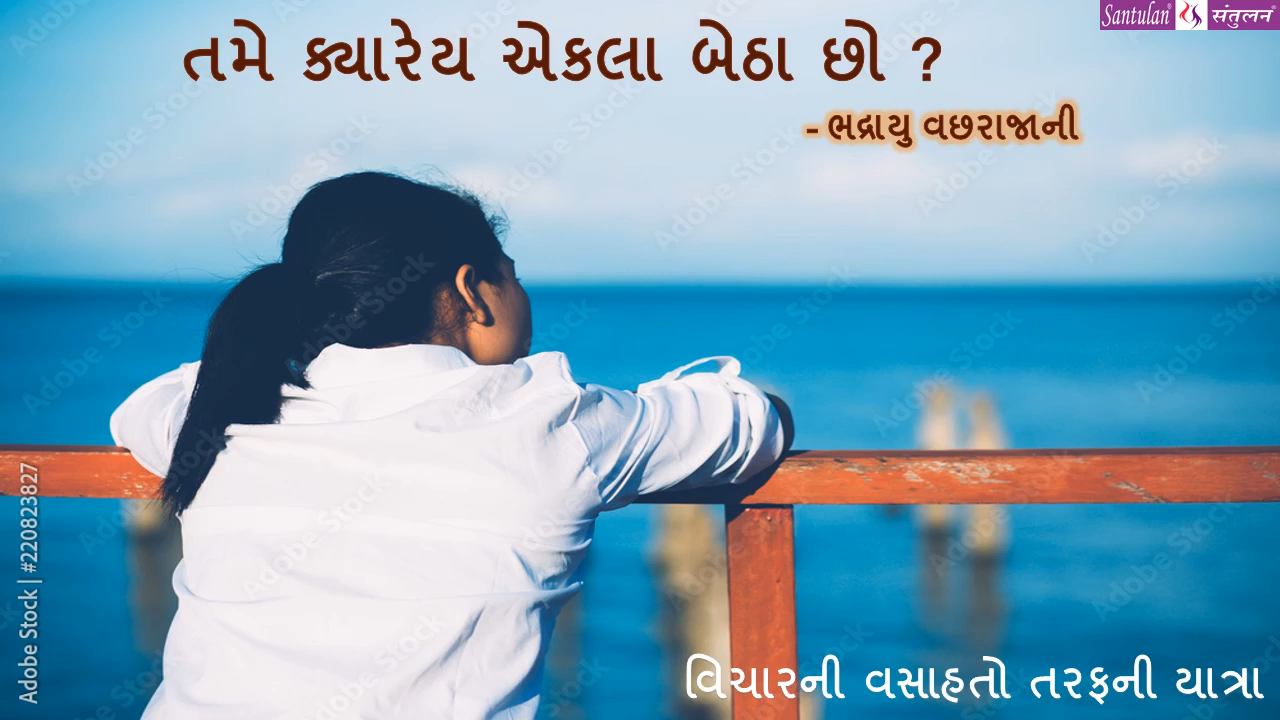 Santulan® संतुलन®
તમે ક્યારેય એકલા બેઠા છો ?
- ભદ્રાયુ વછરાજાની
વિચારની વસાહતો તરફની યાત્રા
Adobe Stock | #220823827